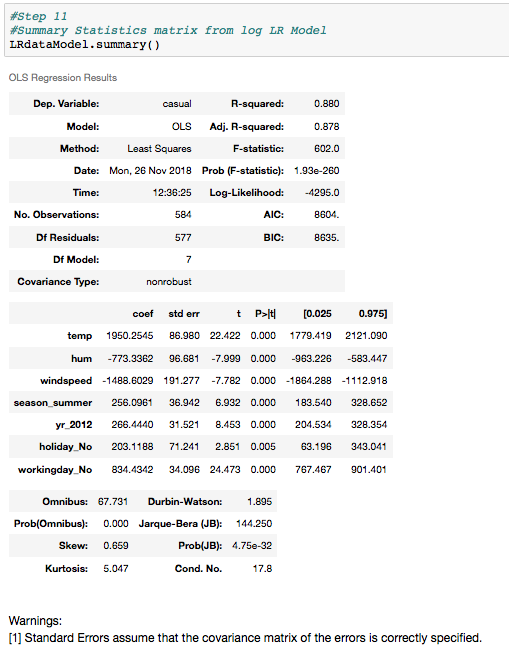 #Step 11
#Summary Statistics matrix from log LR Model
LRdataModel.summary()
OLS Regression Results
Dep. Variable: casual R-squared: 0.880
Model: OLS Adj. R-squared: 0.878
Method: Least Squares F-statistic: 602.0
Date: Mon, 26 Nov 2018 Prob (F-statistic): 1.93e-260
Time: 12:36:25 Log-Likelihood: -4295.0
No. Observations: 584 AIC: 8604.
Df Residuals: 577 BIC: 8635.
Df Model: 7
Covariance Type: nonrobust
coef std err t P>|t| [0.025 0.975]
temp 1950.2545 86.980 22.422 0.000 1779.419 2121.090
hum -773.3362 96.681 -7.999 0.000 -963.226 -583.447
windspeed -1488.6029 191.277 -7.782 0.000 -1864.288 -1112.918
season_summer 256.0961 36.942 6.932 0.000 183.540 328.652
yr_2012 266.4440 31.521 8.453 0.000 204.534 328.354
holiday_No 203.1188 71.241 2.851 0.005 63.196 343.041
workingday_No 834.4342 34.096 24.473 0.000 767.467 901.401
Omnibus: 67.731 Durbin-Watson: 1.895
Prob(Omnibus): 0.000 Jarque-Bera (JB): 144.250
Skew: 0.659 Prob(JB): 4.75e-32
Kurtosis: 5.047 Cond. No. 17.8
Warnings:
[1] Standard Errors assume that the covariance matrix of the errors is correctly specified.